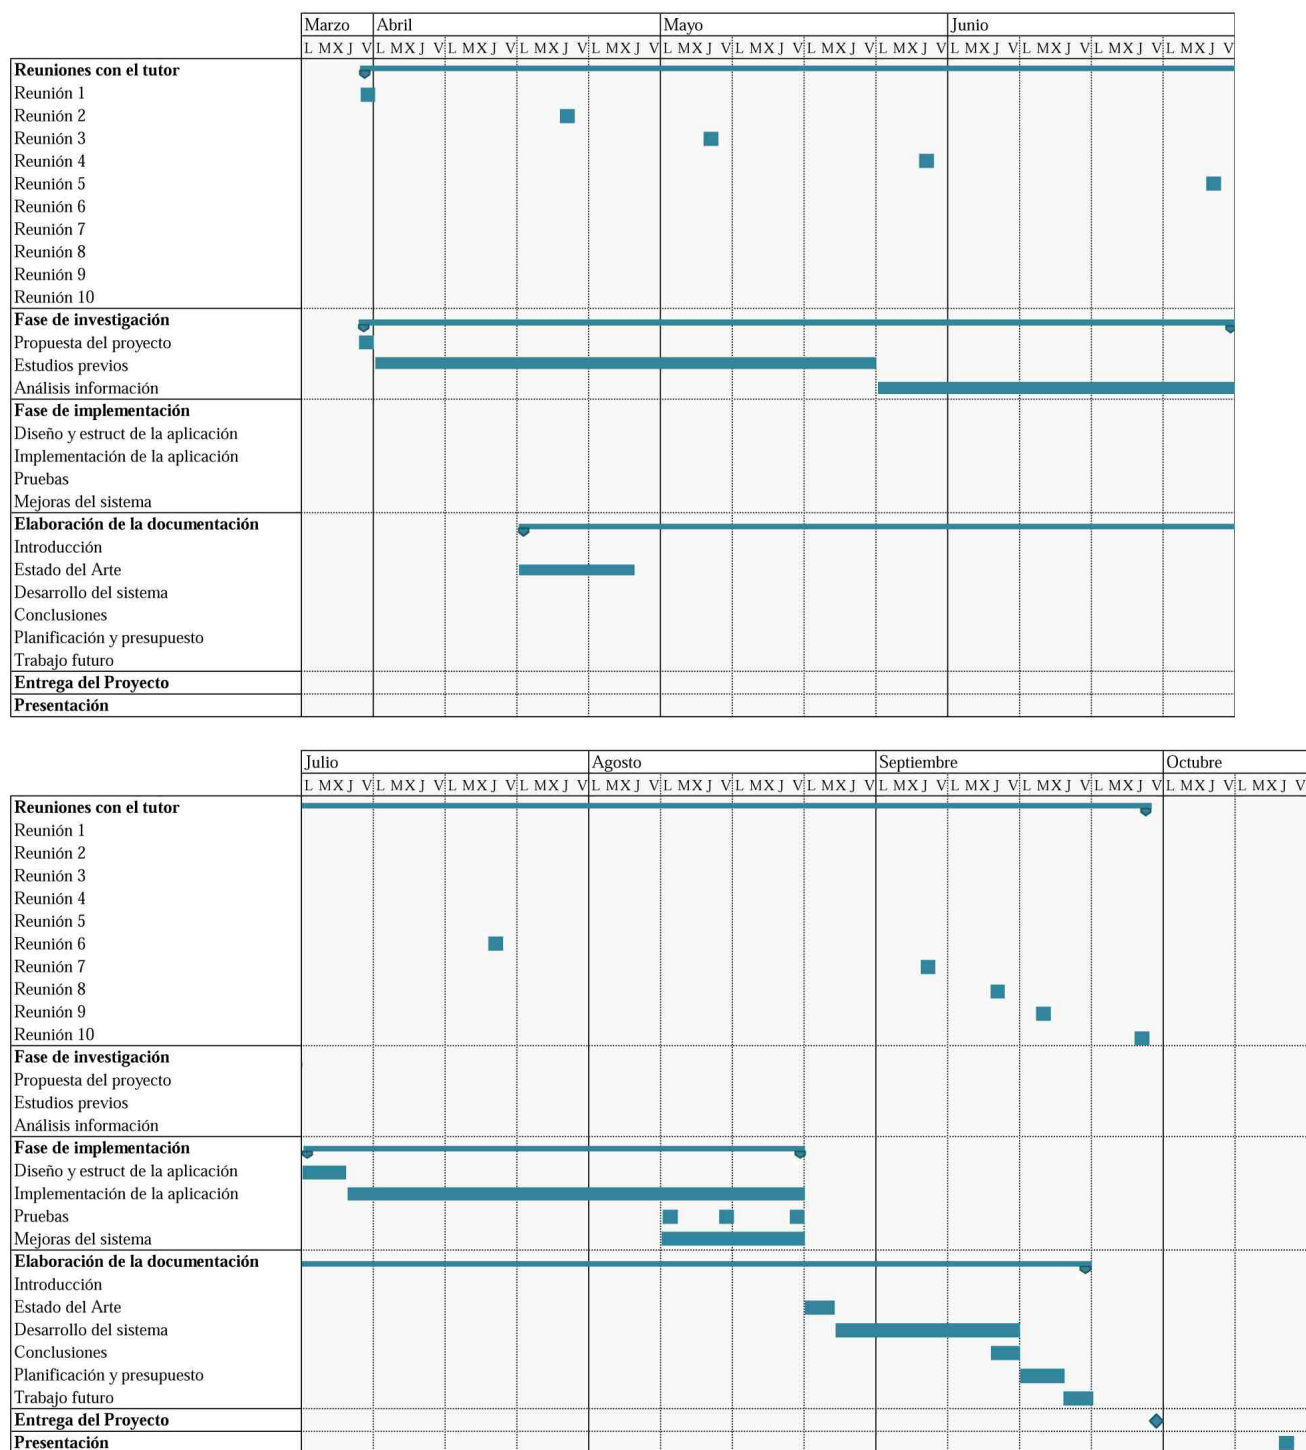 Marzo Abril Mayo Junio
L M X J V L M X J V L M X J V L M X J V L M X J V L M X J V L M X J V L M X J V L M X J V L M X J V L M X J V L M X J V L M X J V
Reuniones con el tutor
Reunión 1
Reunión 2
Reunión 3
Reunión 4
Reunión 5
Reunión 6
Reunión 7
Reunión 8
Reunión 9
Reunión 10
Fase de investigación
Propuesta del proyecto
Estudios previos
Análisis información
Fase de implementación
Diseño y estruct de la aplicación
Implementación de la aplicación
Pruebas
Mejoras del sistema
Elaboración de la documentación
Introducción
Estado del Arte
Desarrollo del sistema
Conclusiones
Planificación y presupuesto
Trabajo futuro
Entrega del Proyecto
Presentación
Julio Agosto Septiembre Octubre
L M X J V L M X J V L M X J V L M X J V L M X J V L M X J V L M X J V L M X J V L M X J V L M X J V L M X J V L M X J V L M X J V L M X J V
Reuniones con el tutor
Reunión 1
Reunión 2
Reunión 3
Reunión 4
Reunión 5
Reunión 6
Reunión 7
Reunión 8
Reunión 9
Reunión 10
Fase de investigación
Propuesta del proyecto
Estudios previos
Análisis información
Fase de implementación
Diseño y estruct de la aplicación
Implementación de la aplicación
Pruebas
Mejoras del sistema
Elaboración de la documentación
Introducción
Estado del Arte
Desarrollo del sistema
Conclusiones
Planificación y presupuesto
Trabajo futuro
Entrega del Proyecto
Presentación